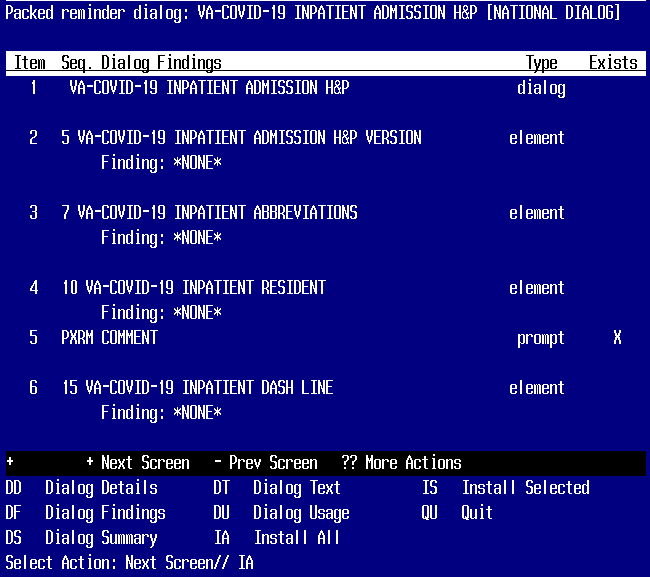 Packed reminder dialog: VA-COVID-19 INPATIENT ADMISSION H&P [NATIONAL DIALOG]
Item Seq. Dialog Findings Type Exists
1 VA-COVID-19 INPATIENT ADMISSION H&P dialog
2 5 VA-COVID-19 INPATIENT ADMISSION H&P VERSION element
Finding: *NONE*
3 7 VA-COVID-19 INPATIENT ABBREVIATIONS element
Finding: *NONE*
4 10 VA-COVID-19 INPATIENT RESIDENT element
Finding: *NONE*
5 PXRM COMMENT prompt X
6 15 VA-COVID-19 INPATIENT DASH LINE element
Finding: *NONE*
+ + Next Screen - Prev Screen ?? More Actions
DD Dialog Details DT Dialog Text IS Install Selected
DF Dialog Findings DU Dialog Usage QU Quit
DS Dialog Summary IA Install All
Select Action: Next Screen// IA